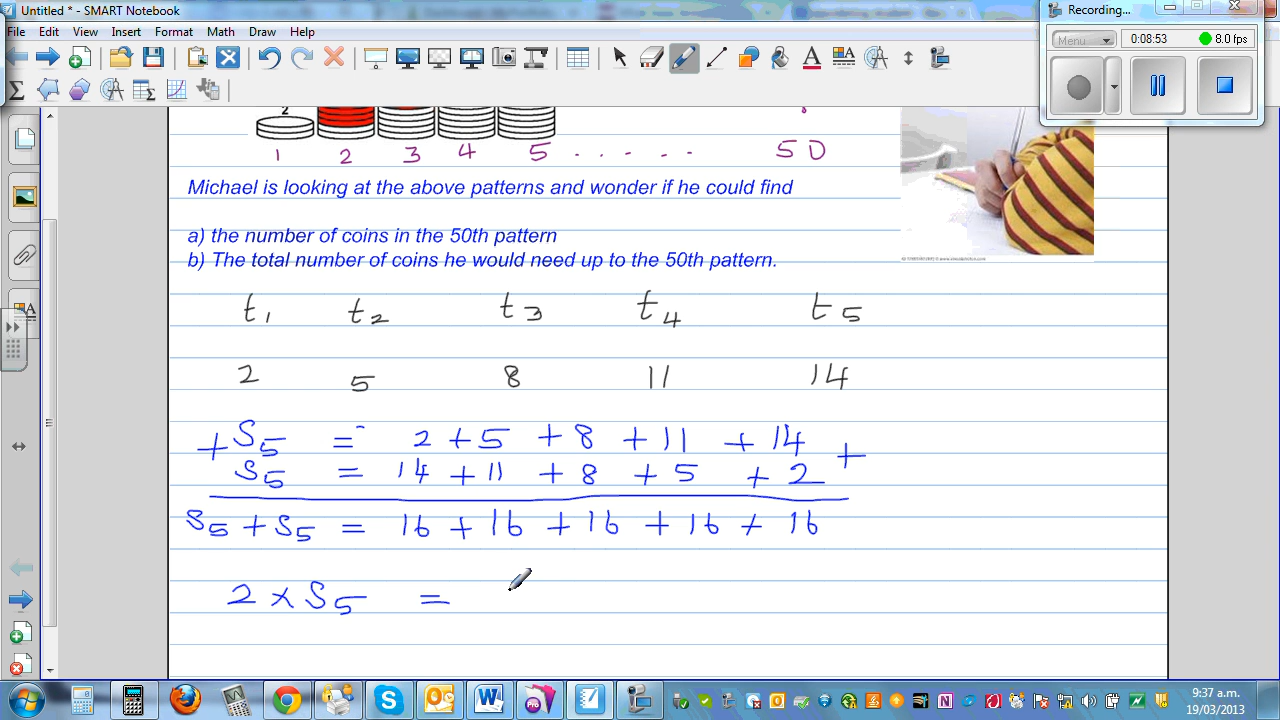 Untitled * - SMART Notebook
File Edit View Insert Format Math Draw Help
Recording...
Menu 0:08:53 8.0 fps
2
1 2 3 4 5 . . . . . 50
Michael is looking at the above patterns and wonder if he could find
a) the number of coins in the 50th pattern
b) The total number of coins he would need up to the 50th pattern.
t1 t2 t3 t4 t5
2 5 8 11 14
+ S5 = 2 + 5 + 8 + 11 + 14 +
S5 = 14 + 11 + 8 + 5 + 2
S5 + S5 = 16 + 16 + 16 + 16 + 16
2 × S5 =
9:37 a.m.
19/03/2013